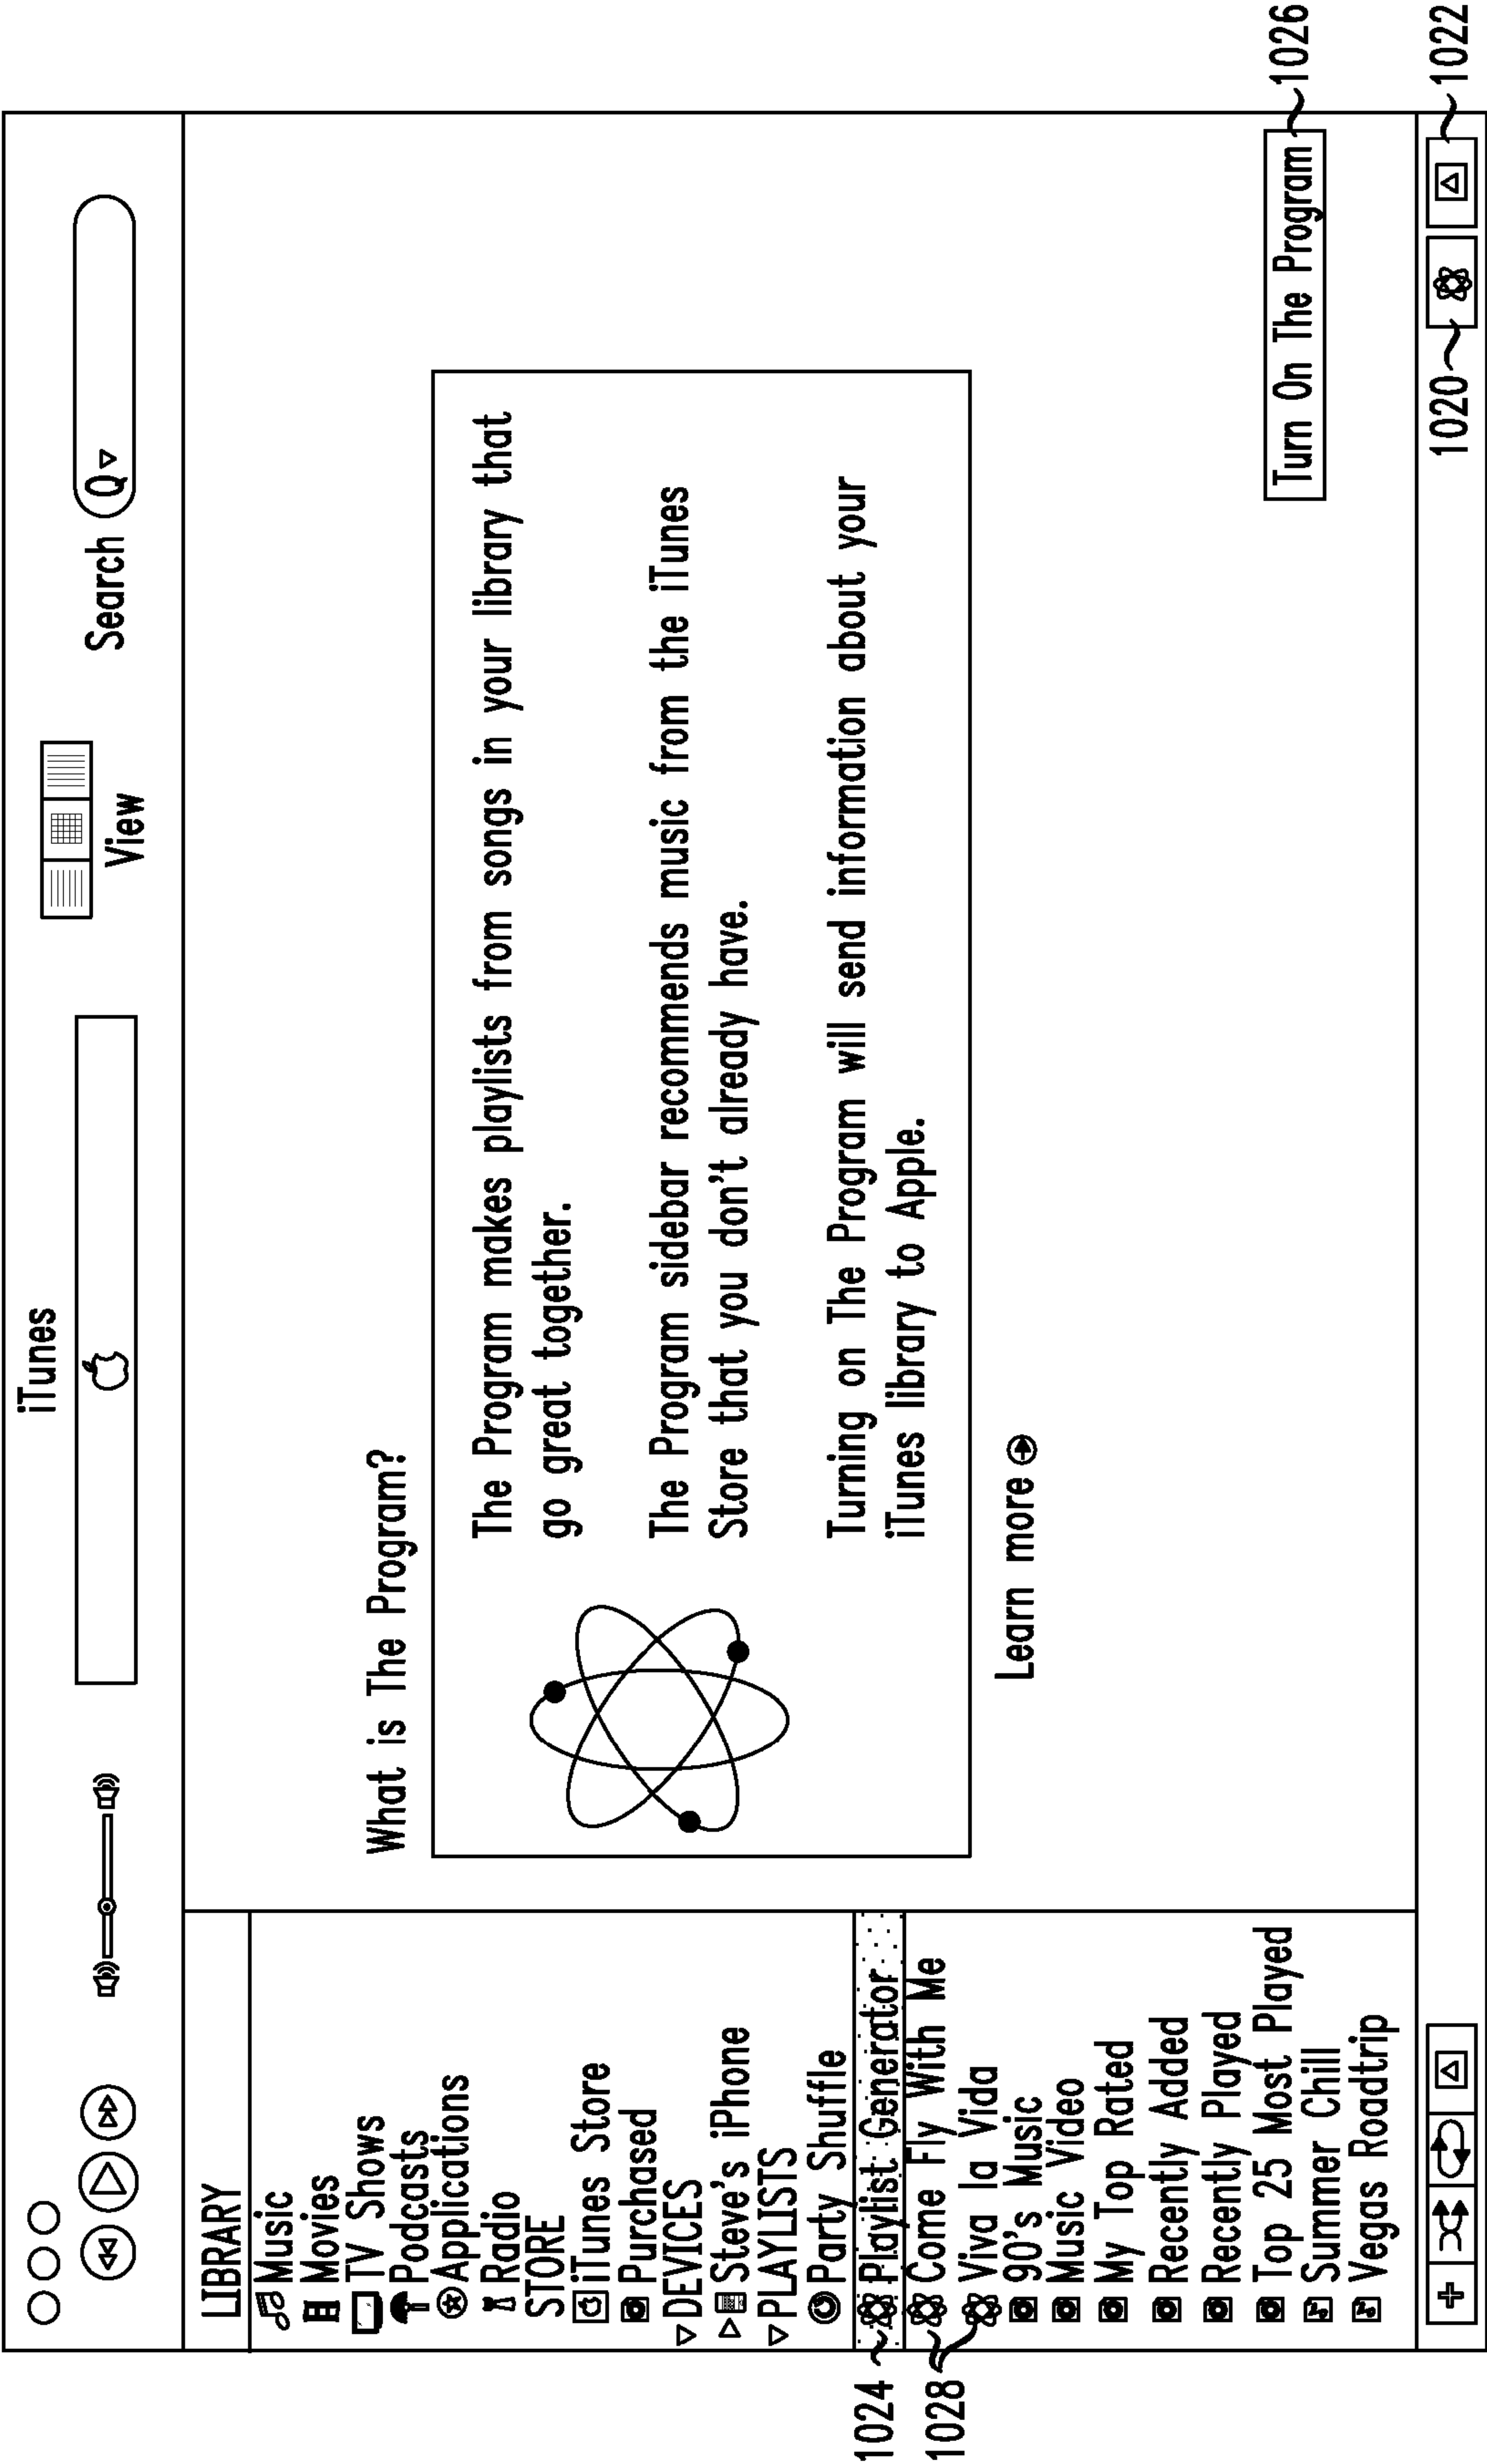 iTunes
View
Search
LIBRARY
Music
Movies
TV Shows
Podcasts
Applications
Radio
STORE
iTunes Store
Purchased
DEVICES
Steve's iPhone
PLAYLISTS
Party Shuffle
Playlist Generator
Come Fly With Me
Viva la Vida
90's Music
Music Video
My Top Rated
Recently Added
Recently Played
Top 25 Most Played
Summer Chill
Vegas Roadtrip
1024
1028
What is The Program?
The Program makes playlists from songs in your library that
go great together.
The Program sidebar recommends music from the iTunes
Store that you don't already have.
Turning on The Program will send information about your
iTunes library to Apple.
Learn more
Turn On The Program
1026
1020
1022